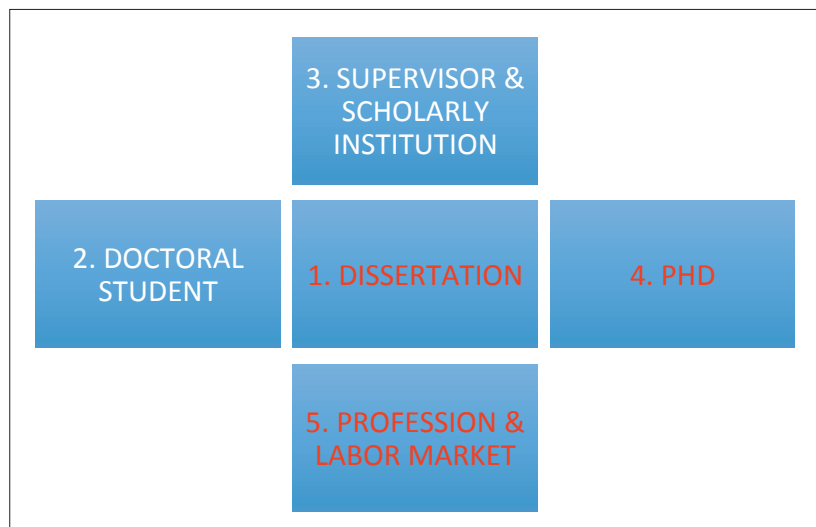 3. SUPERVISOR &
SCHOLARLY
INSTITUTION
2. DOCTORAL
STUDENT
1. DISSERTATION
4. PHD
5. PROFESSION &
LABOR MARKET